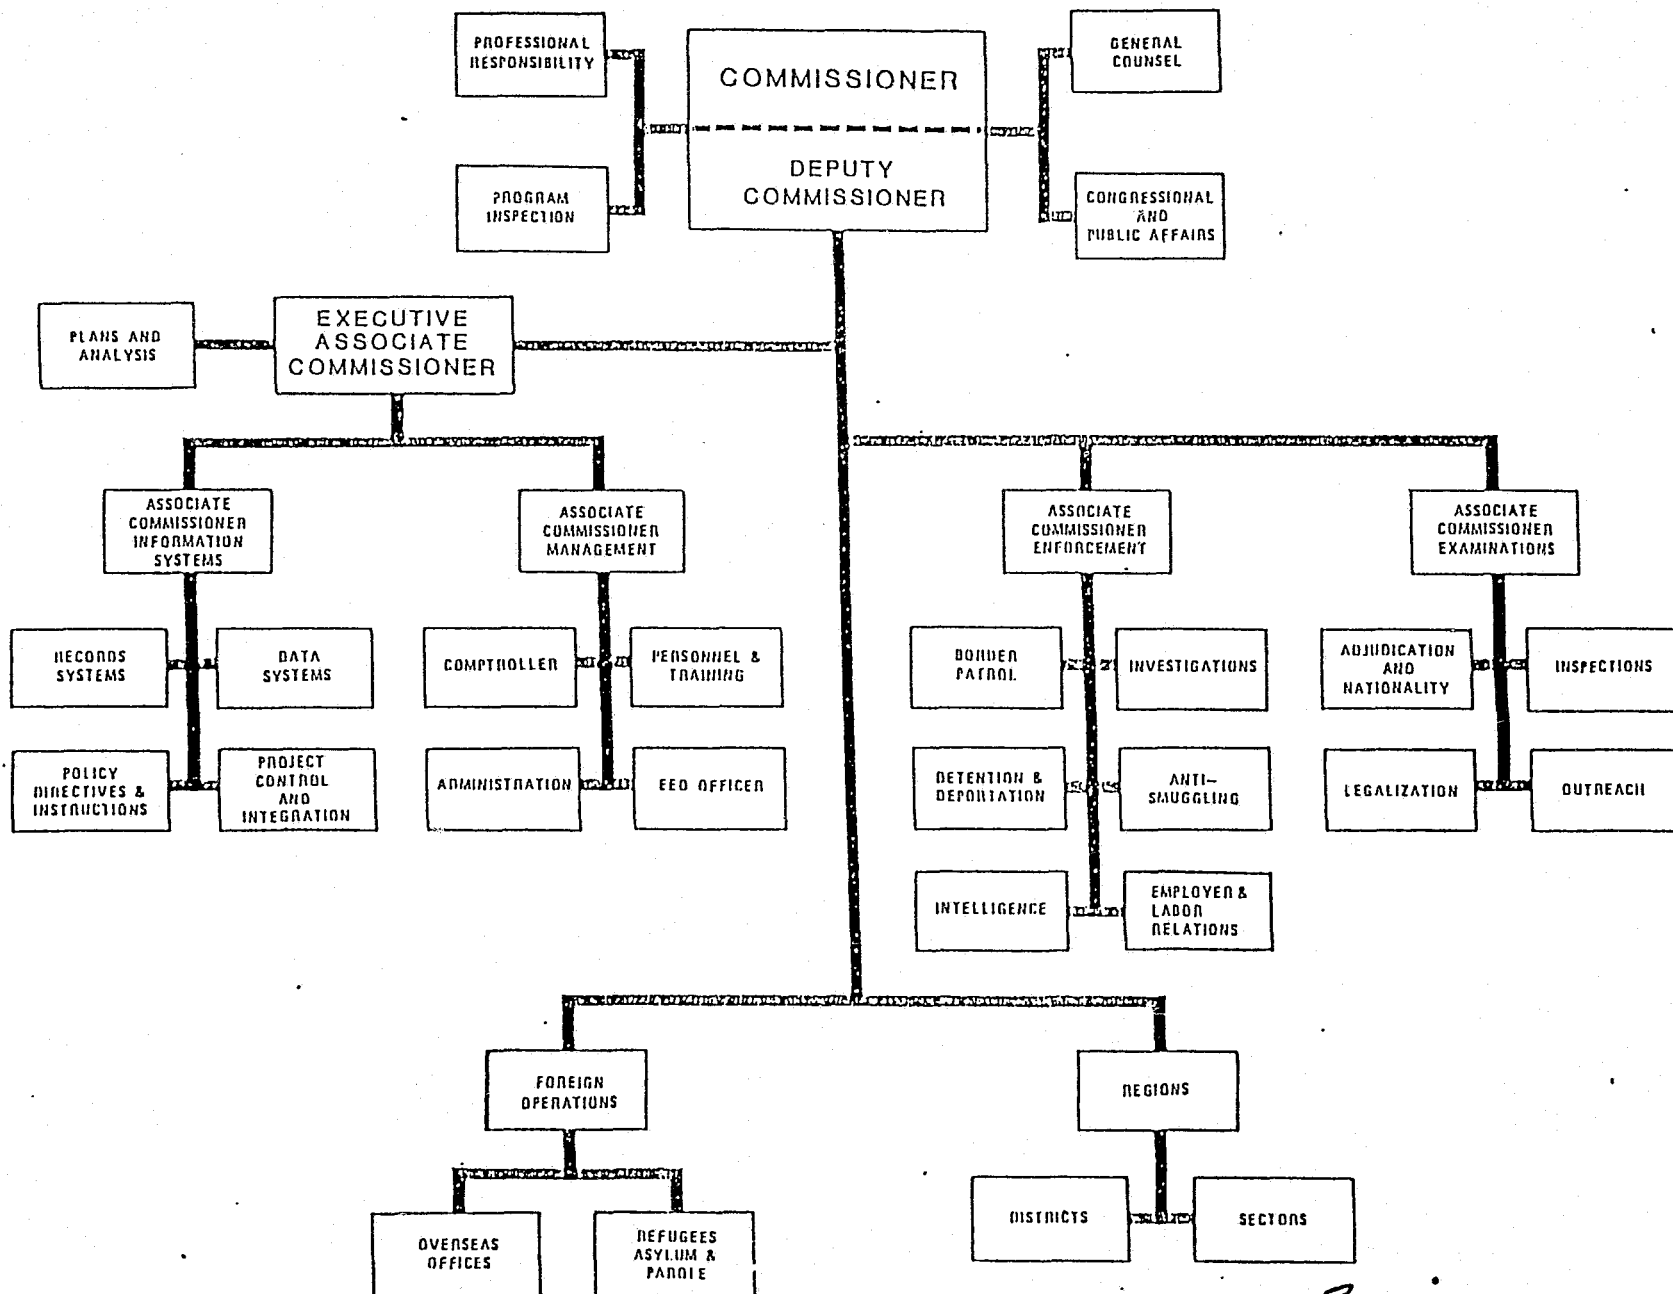 PROFESSIONAL
RESPONSIBILITY
COMMISSIONER
GENERAL
COUNSEL
PROGRAM
INSPECTION
DEPUTY
COMMISSIONER
CONGRESSIONAL
AND
PUBLIC AFFAIRS
PLANS AND
ANALYSIS
EXECUTIVE
ASSOCIATE
COMMISSIONER
ASSOCIATE
COMMISSIONER
INFORMATION
SYSTEMS
ASSOCIATE
COMMISSIONER
MANAGEMENT
ASSOCIATE
COMMISSIONER
ENFORCEMENT
ASSOCIATE
COMMISSIONER
EXAMINATIONS
RECORDS
SYSTEMS
DATA
SYSTEMS
COMPTROLLER
PERSONNEL &
TRAINING
BORDER
PATROL
INVESTIGATIONS
ADJUDICATION
AND
NATIONALITY
INSPECTIONS
POLICY
DIRECTIVES &
INSTRUCTIONS
PROJECT
CONTROL
AND
INTEGRATION
ADMINISTRATION
EEO OFFICER
DETENTION &
DEPORTATION
ANTI-
SMUGGLING
LEGALIZATION
OUTREACH
INTELLIGENCE
EMPLOYER &
LABOR
RELATIONS
FOREIGN
OPERATIONS
REGIONS
OVERSEAS
OFFICES
REFUGEES
ASYLUM &
PAROLE
DISTRICTS
SECTORS